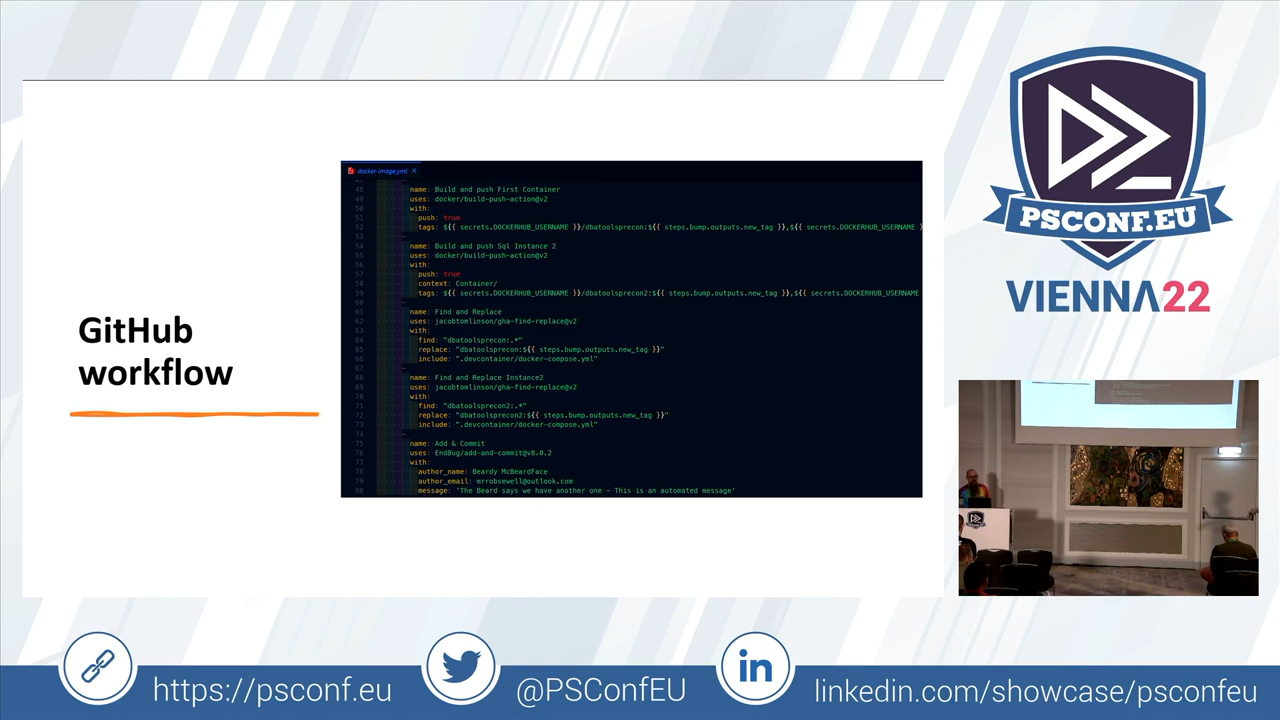 GitHub
workflow
docker-image.yml ×
48 name: Build and push First Container
49 uses: docker/build-push-action@v2
50 with:
51 push: true
52 tags: ${{ secrets.DOCKERHUB_USERNAME }}/dbatoolsprecon:${{ steps.bump.outputs.new_tag }},${{ secrets.DOCKERHUB_USERNAME }
53 -
54 name: Build and push Sql Instance 2
55 uses: docker/build-push-action@v2
56 with:
57 push: true
58 context: Container/
59 tags: ${{ secrets.DOCKERHUB_USERNAME }}/dbatoolsprecon2:${{ steps.bump.outputs.new_tag }},${{ secrets.DOCKERHUB_USERNAME
60 -
61 name: Find and Replace
62 uses: jacobtomlinson/gha-find-replace@v2
63 with:
64 find: "dbatoolsprecon:.*"
65 replace: "dbatoolsprecon:${{ steps.bump.outputs.new_tag }}"
66 include: ".devcontainer/docker-compose.yml"
67 -
68 name: Find and Replace Instance2
69 uses: jacobtomlinson/gha-find-replace@v2
70 with:
71 find: "dbatoolsprecon2:.*"
72 replace: "dbatoolsprecon2:${{ steps.bump.outputs.new_tag }}"
73 include: ".devcontainer/docker-compose.yml"
74 -
75 name: Add & Commit
76 uses: EndBug/add-and-commit@v8.0.2
77 with:
78 author_name: Beardy McBeardFace
79 author_email: mrrobsewell@outlook.com
80 message: 'The Beard says we have another one - This is an automated message'
PSCONF.EU
VIENNA22
https://psconf.eu
@PSConfEU
in
linkedin.com/showcase/psconfeu